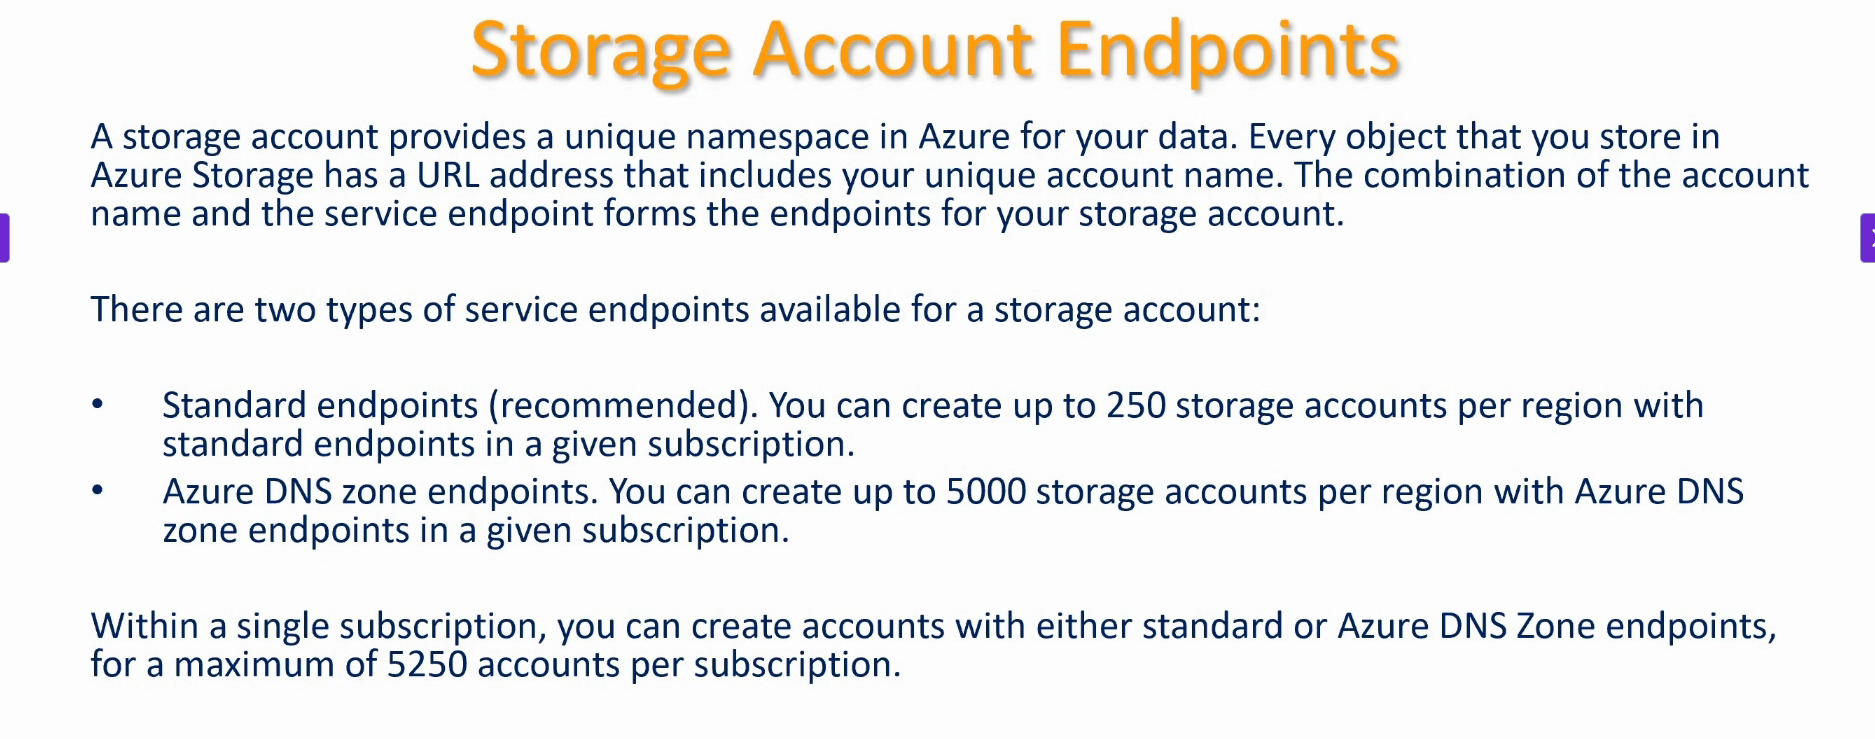 Storage Account Endpoints
A storage account provides a unique namespace in Azure for your data. Every object that you store in
Azure Storage has a URL address that includes your unique account name. The combination of the account
name and the service endpoint forms the endpoints for your storage account.
There are two types of service endpoints available for a storage account:
• Standard endpoints (recommended). You can create up to 250 storage accounts per region with
standard endpoints in a given subscription.
• Azure DNS zone endpoints. You can create up to 5000 storage accounts per region with Azure DNS
zone endpoints in a given subscription.
Within a single subscription, you can create accounts with either standard or Azure DNS Zone endpoints,
for a maximum of 5250 accounts per subscription.